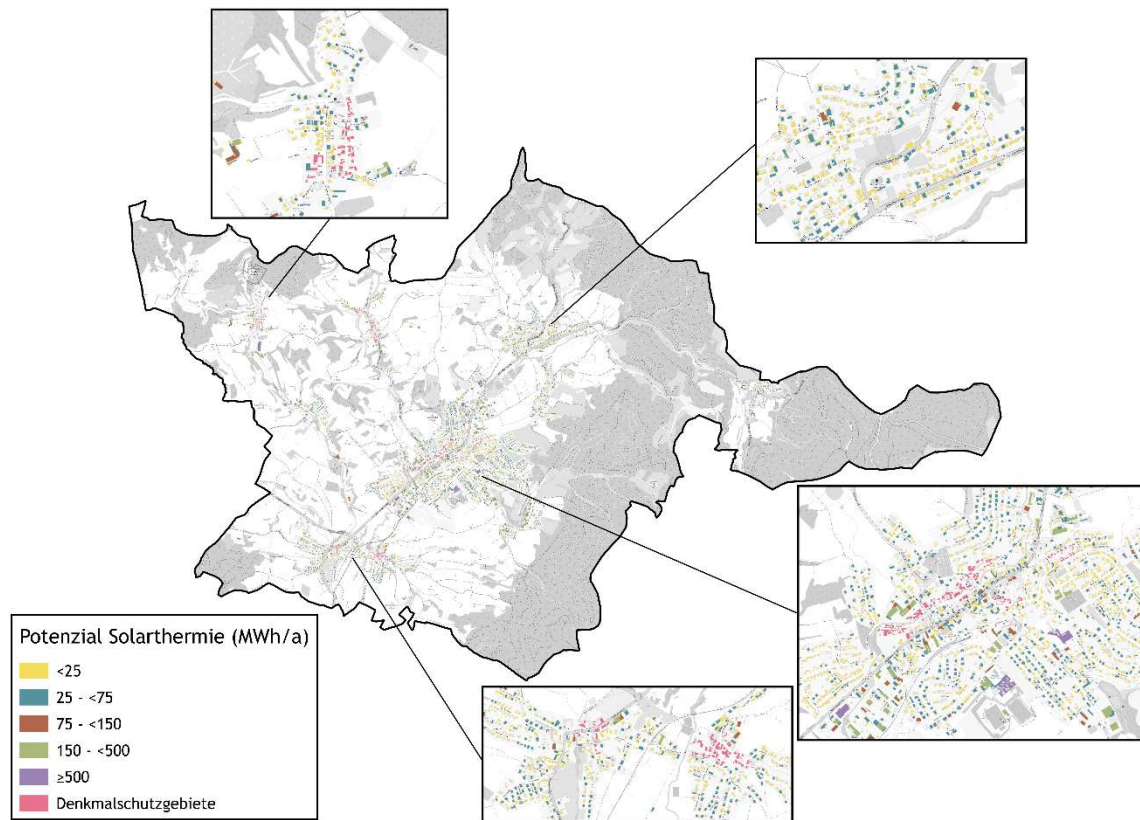 Potenzial Solarthermie (MWh/a)
<25
25 - <75
75 - <150
150 - <500
≥500
Denkmalschutzgebiete